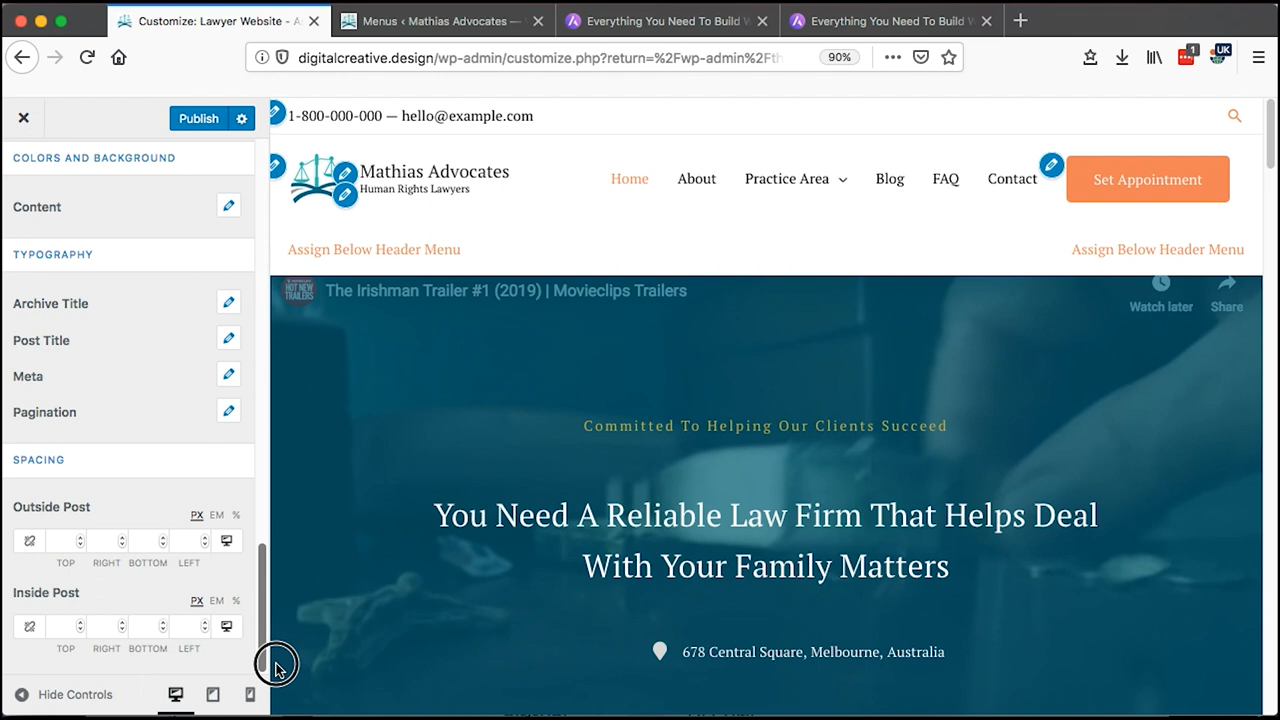 Customize: Lawyer Website - A
Menus ‹ Mathias Advocates —
Everything You Need To Build W
Everything You Need To Build W
digitalcreative.design/wp-admin/customize.php?return=%2Fwp-admin%2Fth
90%
1
UK
Publish
1-800-000-000 — hello@example.com
COLORS AND BACKGROUND
Content
TYPOGRAPHY
Archive Title
Post Title
Meta
Pagination
SPACING
Outside Post
PX EM %
TOP RIGHT BOTTOM LEFT
Inside Post
PX EM %
TOP RIGHT BOTTOM LEFT
Hide Controls
Mathias Advocates
Human Rights Lawyers
Home About Practice Area Blog FAQ Contact Set Appointment
Assign Below Header Menu
Assign Below Header Menu
HOT NEW TRAILERS
The Irishman Trailer #1 (2019) | Movieclips Trailers
Watch later
Share
Committed To Helping Our Clients Succeed
You Need A Reliable Law Firm That Helps Deal
With Your Family Matters
678 Central Square, Melbourne, Australia